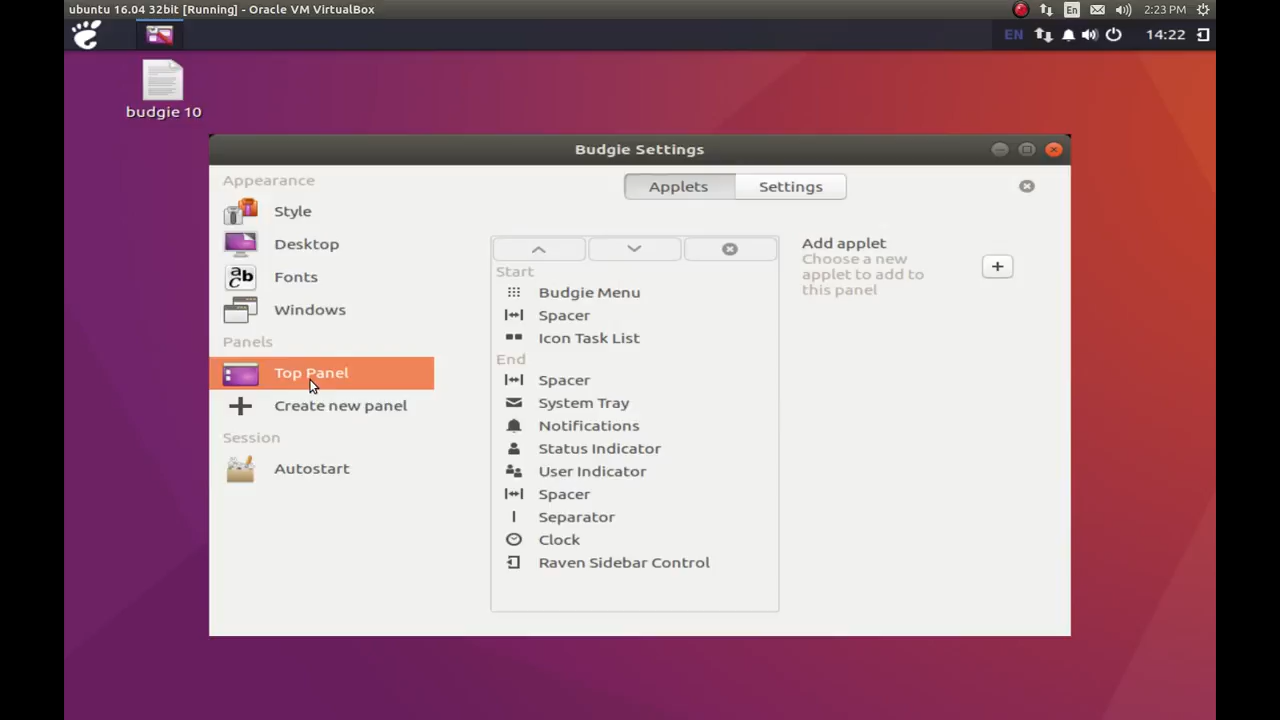 ubuntu 16.04 32bit [Running] - Oracle VM VirtualBox
En
2:23 PM
EN
14:22
budgie 10
Budgie Settings
Appearance
Style
Desktop
abc
Fonts
Windows
Panels
Top Panel
Create new panel
Session
Autostart
Applets
Settings
Start
Budgie Menu
Spacer
Icon Task List
End
Spacer
System Tray
Notifications
Status Indicator
User Indicator
Spacer
Separator
Clock
Raven Sidebar Control
Add applet
Choose a new
applet to add to
this panel